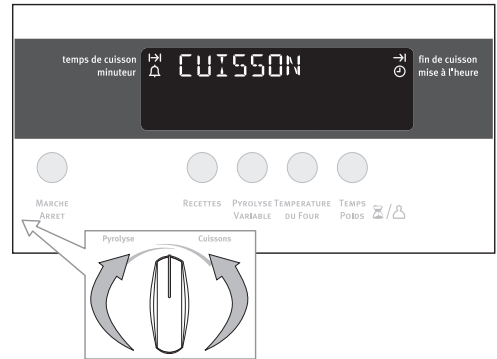 temps de cuisson
minuteur
CUISSON
fin de cuisson
mise à l'heure
MARCHE
ARRET
RECETTES
PYROLYSE
VARIABLE
TEMPERATURE
DU FOUR
TEMPS
POIDS
/
Pyrolyse
Cuissons